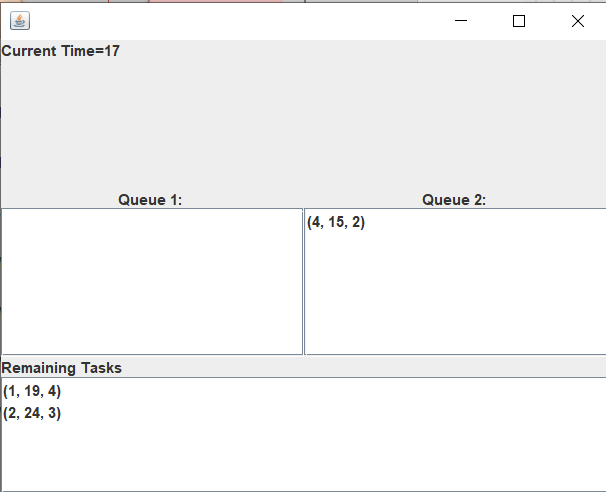 Current Time=17
Queue 1:
Queue 2:
(4, 15, 2)
Remaining Tasks
(1, 19, 4)
(2, 24, 3)